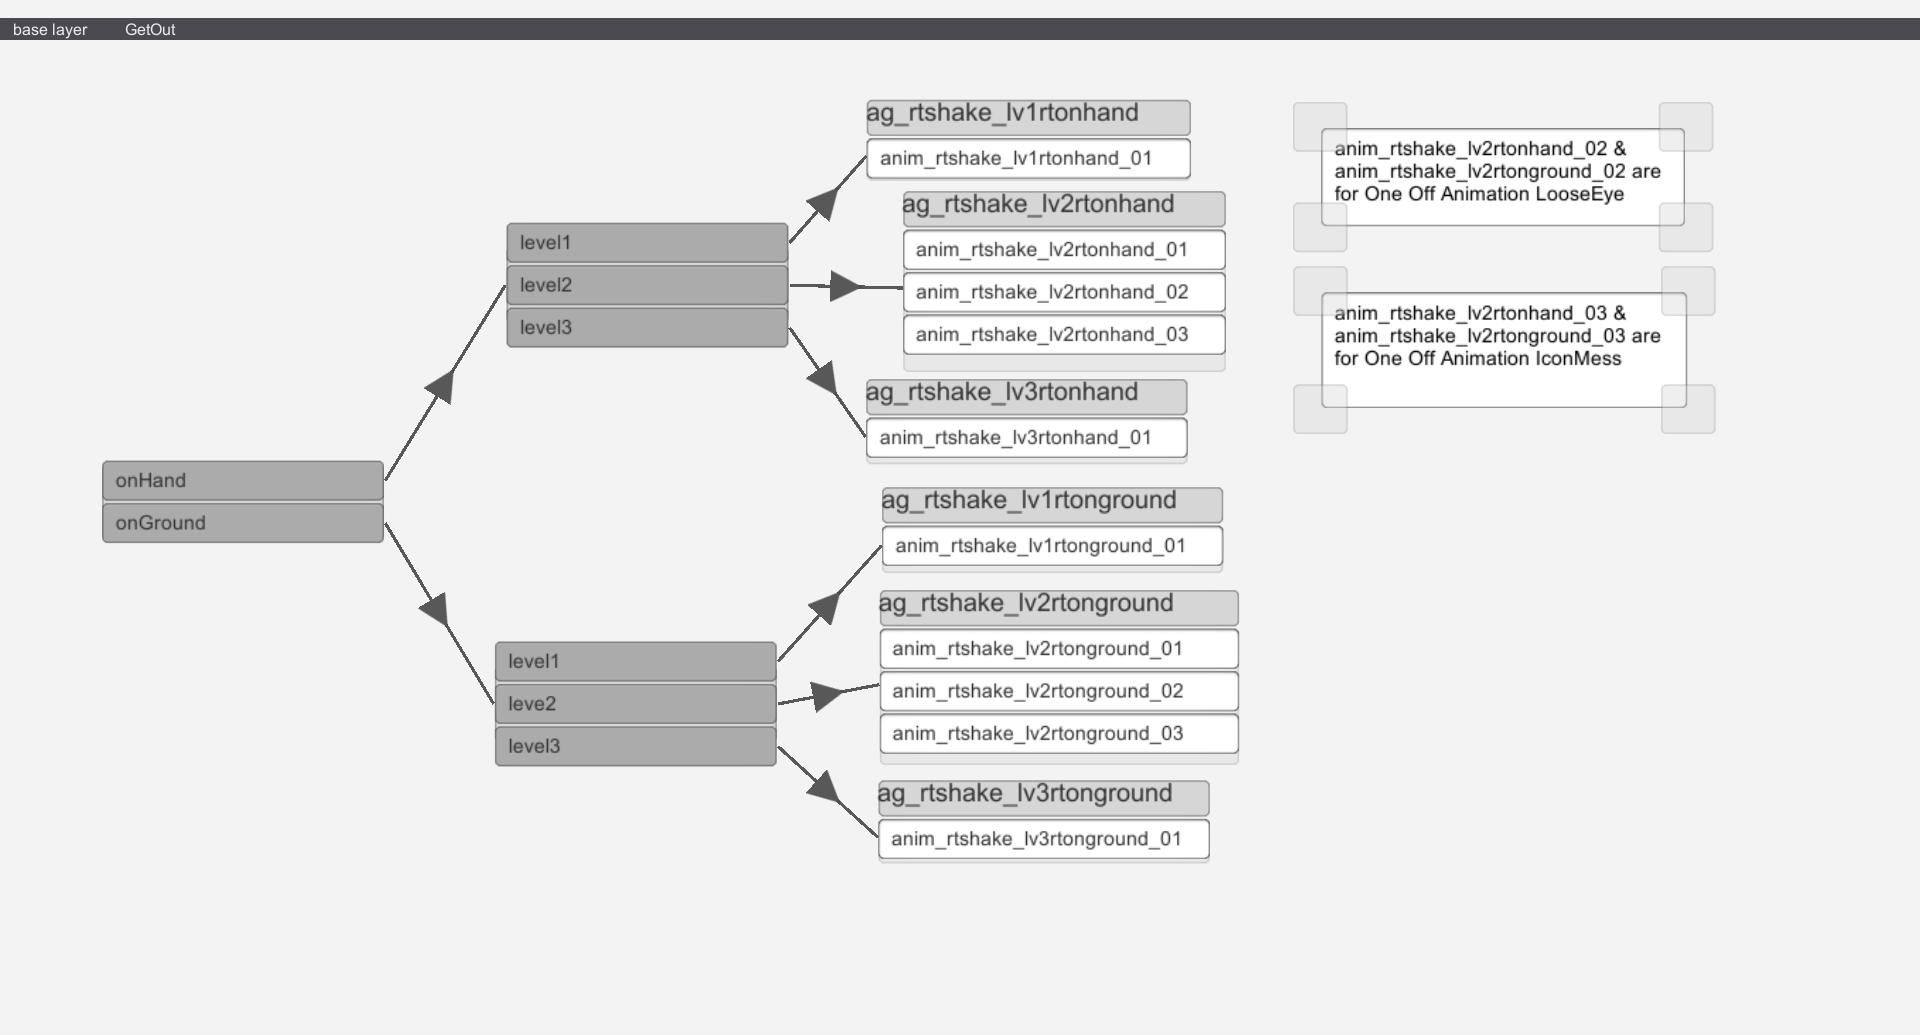 base layer GetOut
onHand
onGround
level1
level2
level3
level1
leve2
level3
ag_rtshake_lv1rtonhand
anim_rtshake_lv1rtonhand_01
ag_rtshake_lv2rtonhand
anim_rtshake_lv2rtonhand_01
anim_rtshake_lv2rtonhand_02
anim_rtshake_lv2rtonhand_03
ag_rtshake_lv3rtonhand
anim_rtshake_lv3rtonhand_01
ag_rtshake_lv1rtonground
anim_rtshake_lv1rtonground_01
ag_rtshake_lv2rtonground
anim_rtshake_lv2rtonground_01
anim_rtshake_lv2rtonground_02
anim_rtshake_lv2rtonground_03
ag_rtshake_lv3rtonground
anim_rtshake_lv3rtonground_01
anim_rtshake_lv2rtonhand_02 &
anim_rtshake_lv2rtonground_02 are
for One Off Animation LooseEye
anim_rtshake_lv2rtonhand_03 &
anim_rtshake_lv2rtonground_03 are
for One Off Animation IconMess